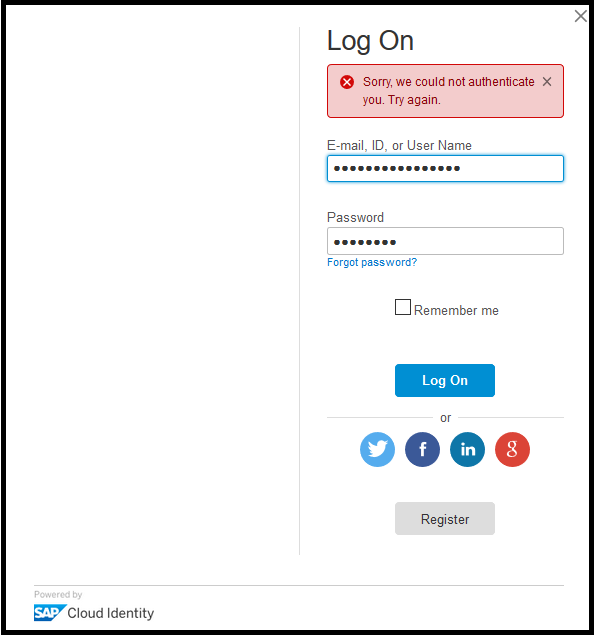 Log On
Sorry, we could not authenticate
you. Try again.
E-mail, ID, or User Name
••••••••••••••••
Password
••••••••
Forgot password?
Remember me
Log On
or
f
in
g
Register
Powered by
SAP Cloud Identity